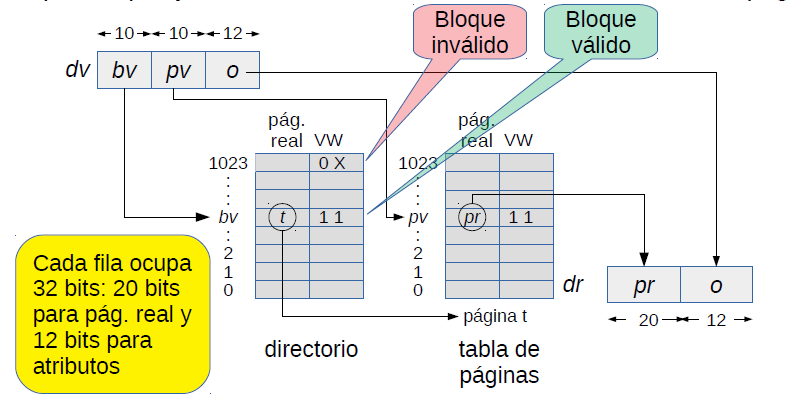 Bloque
inválido
Bloque
válido
10 10 12
dv bv pv o
pág.
real VW
pág.
real VW
1023 0 X
1023
bv t 1 1
pv pr 1 1
2
1
0
2
1
0
Cada fila ocupa
32 bits: 20 bits
para pág. real y
12 bits para
atributos
dr pr o
20 12
página t
directorio
tabla de
páginas